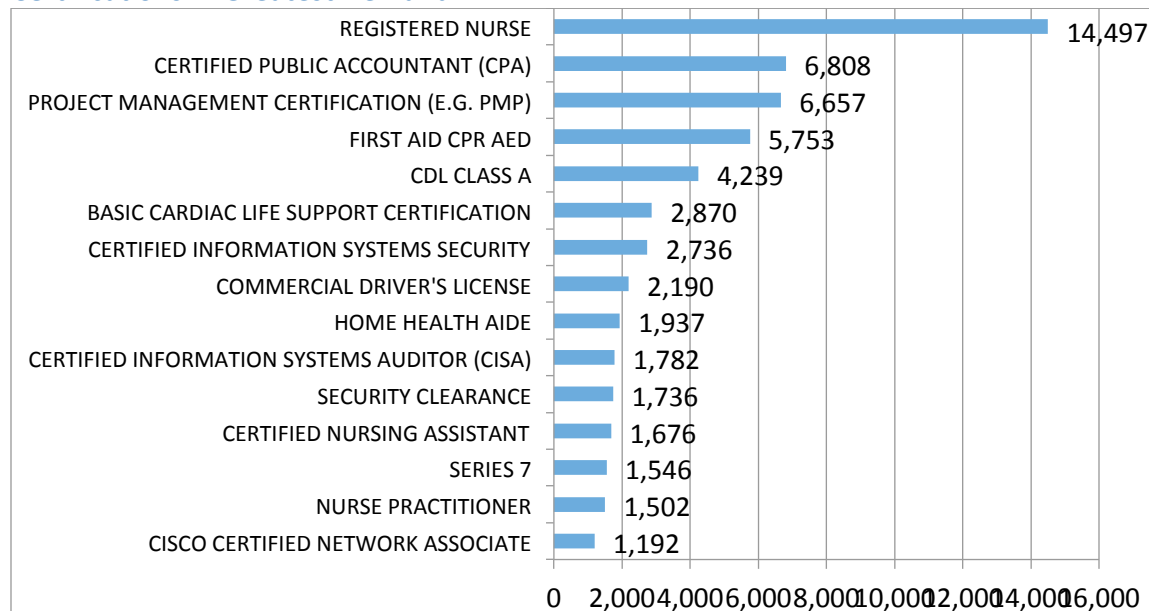 REGISTERED NURSE 14,497
CERTIFIED PUBLIC ACCOUNTANT (CPA) 6,808
PROJECT MANAGEMENT CERTIFICATION (E.G. PMP) 6,657
FIRST AID CPR AED 5,753
CDL CLASS A 4,239
BASIC CARDIAC LIFE SUPPORT CERTIFICATION 2,870
CERTIFIED INFORMATION SYSTEMS SECURITY 2,736
COMMERCIAL DRIVER'S LICENSE 2,190
HOME HEALTH AIDE 1,937
CERTIFIED INFORMATION SYSTEMS AUDITOR (CISA) 1,782
SECURITY CLEARANCE 1,736
CERTIFIED NURSING ASSISTANT 1,676
SERIES 7 1,546
NURSE PRACTITIONER 1,502
CISCO CERTIFIED NETWORK ASSOCIATE 1,192
0 2,000 4,000 6,000 8,000 10,000 12,000 14,000 16,000